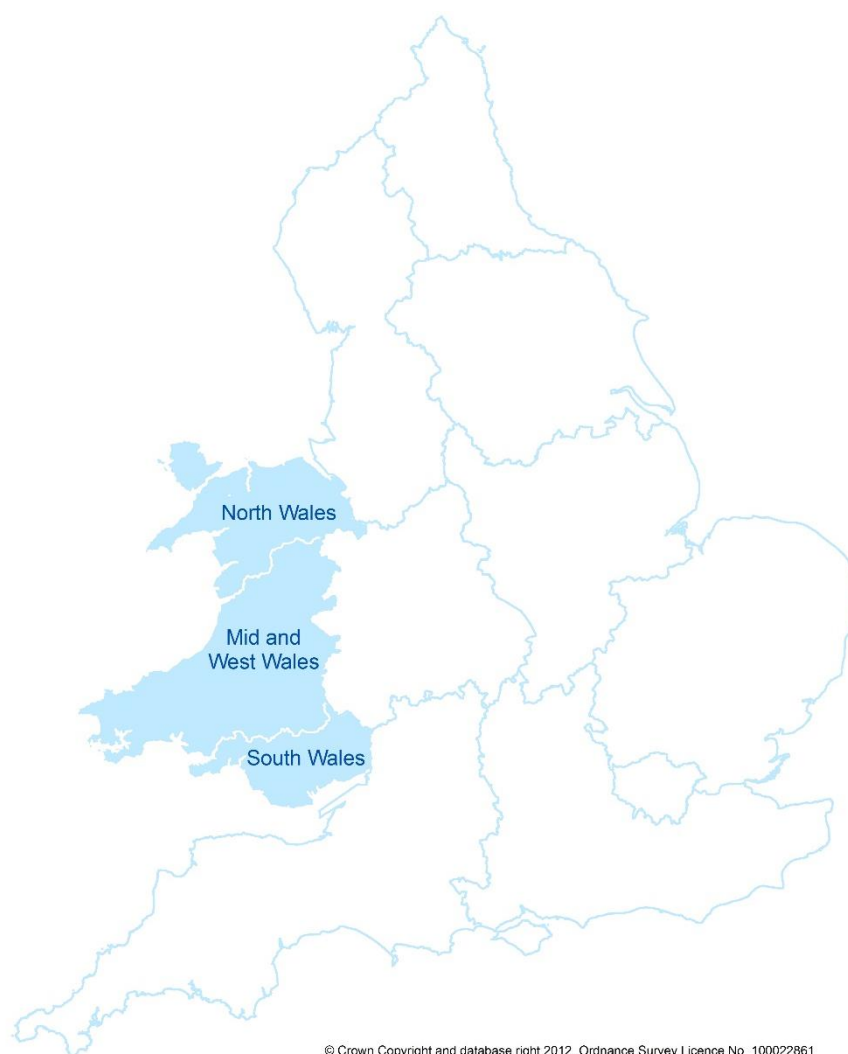 North Wales
Mid and
West Wales
South Wales
© Crown Copyright and database right 2012. Ordnance Survey Licence No. 100022861